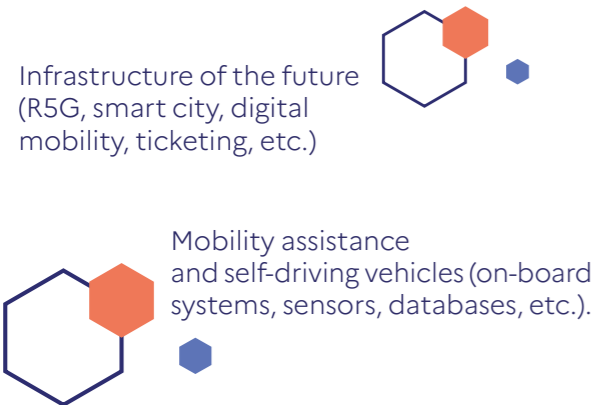 Infrastructure of the future
(R5G, smart city, digital
mobility, ticketing, etc.)
Mobility assistance
and self-driving vehicles (on-board
systems, sensors, databases, etc.).